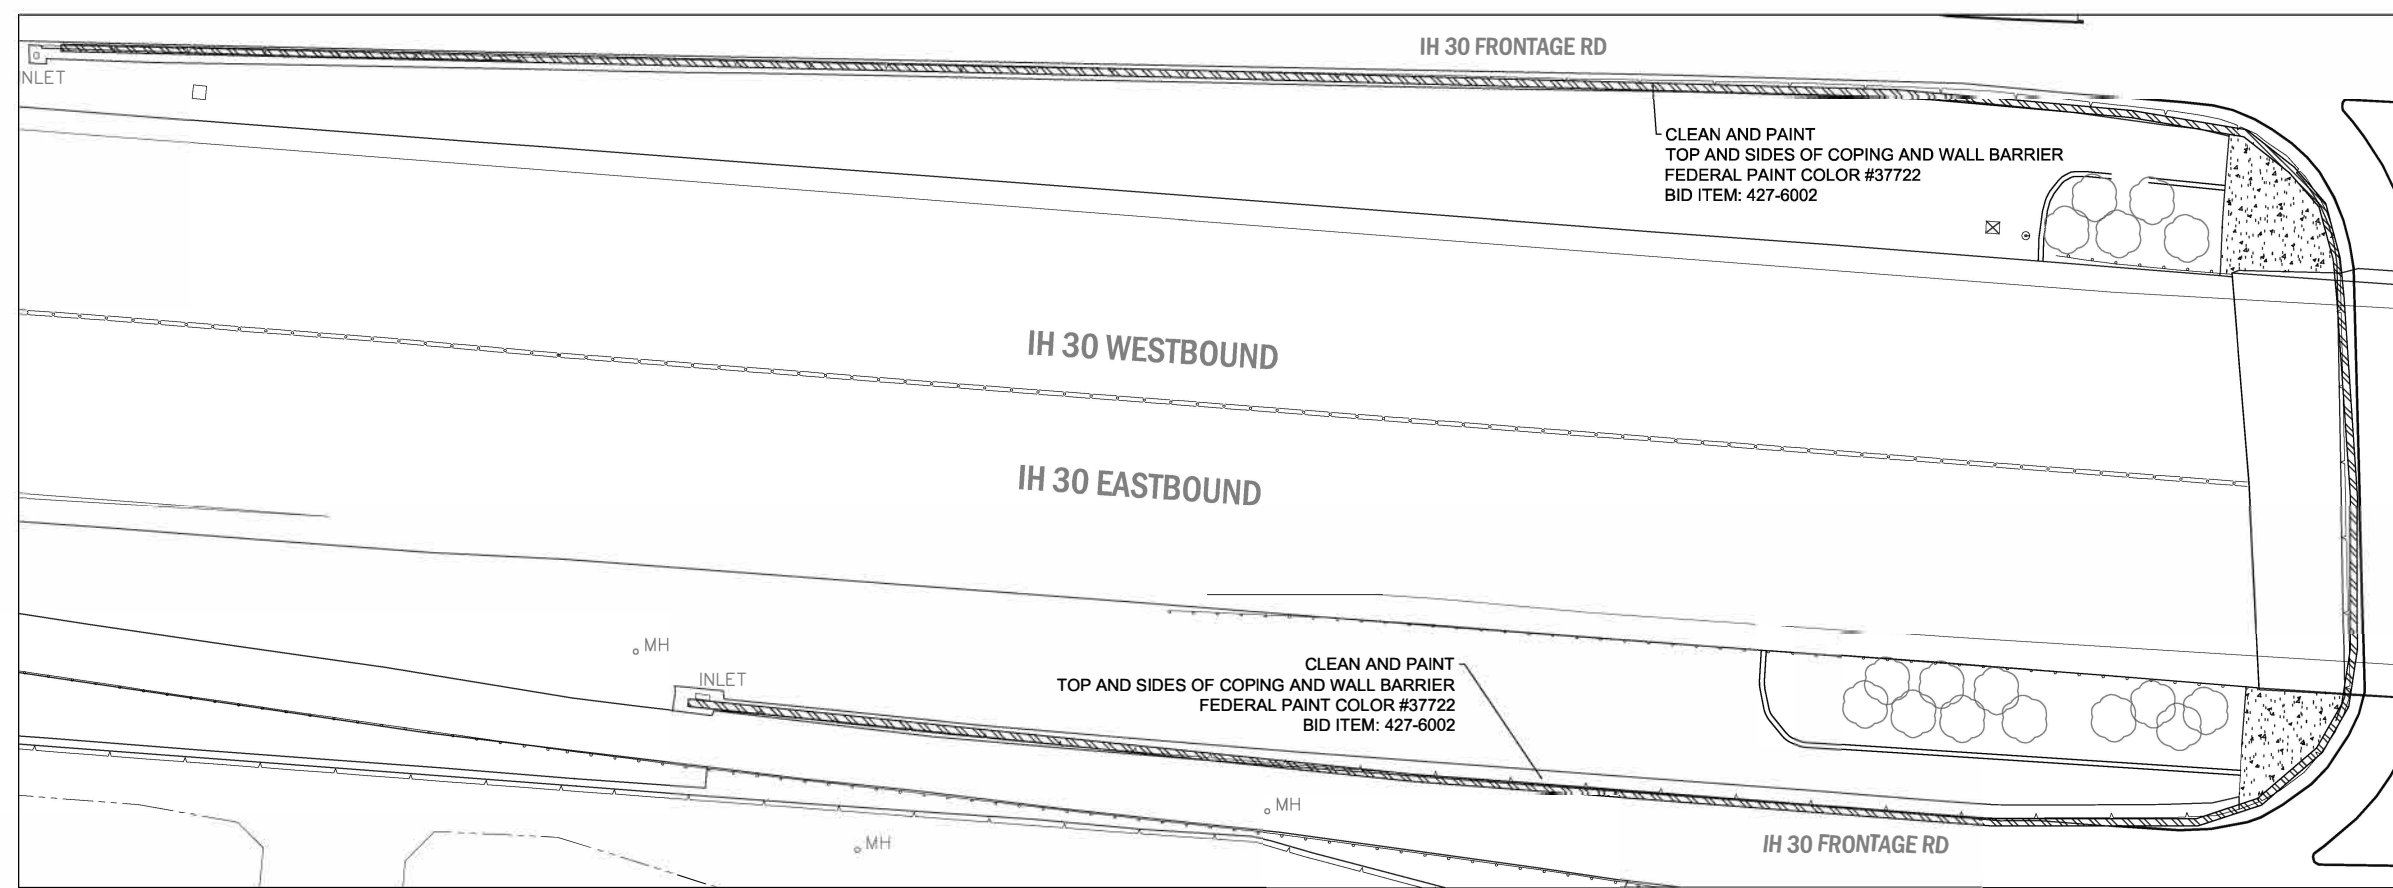 IH 30 FRONTAGE RD
NLET
CLEAN AND PAINT
TOP AND SIDES OF COPING AND WALL BARRIER
FEDERAL PAINT COLOR #37722
BID ITEM: 427-6002
IH 30 WESTBOUND
IH 30 EASTBOUND
MH
INLET
CLEAN AND PAINT
TOP AND SIDES OF COPING AND WALL BARRIER
FEDERAL PAINT COLOR #37722
BID ITEM: 427-6002
MH
MH
IH 30 FRONTAGE RD